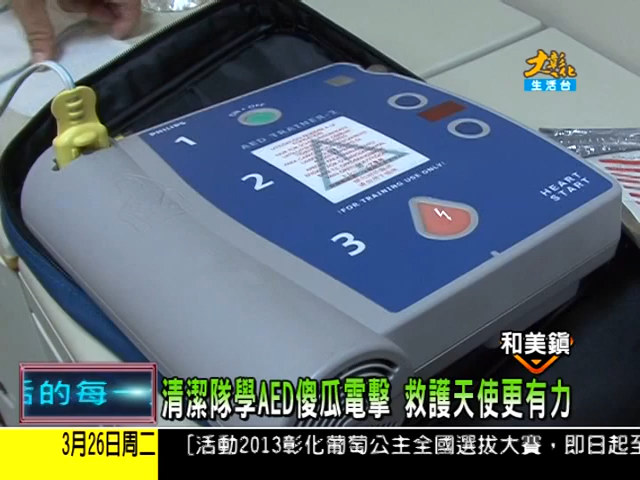 大彰化
生活台
PHILIPS
ON • OFF
1
AED TRAINER 2
2
!FOR TRAINING USE ONLY!
3
HEART
START
和美鎮
活的每一
清潔隊學AED傻瓜電擊 救護天使更有力
3月26日周二
[活動2013彰化葡萄公主全國選拔大賽,即日起至